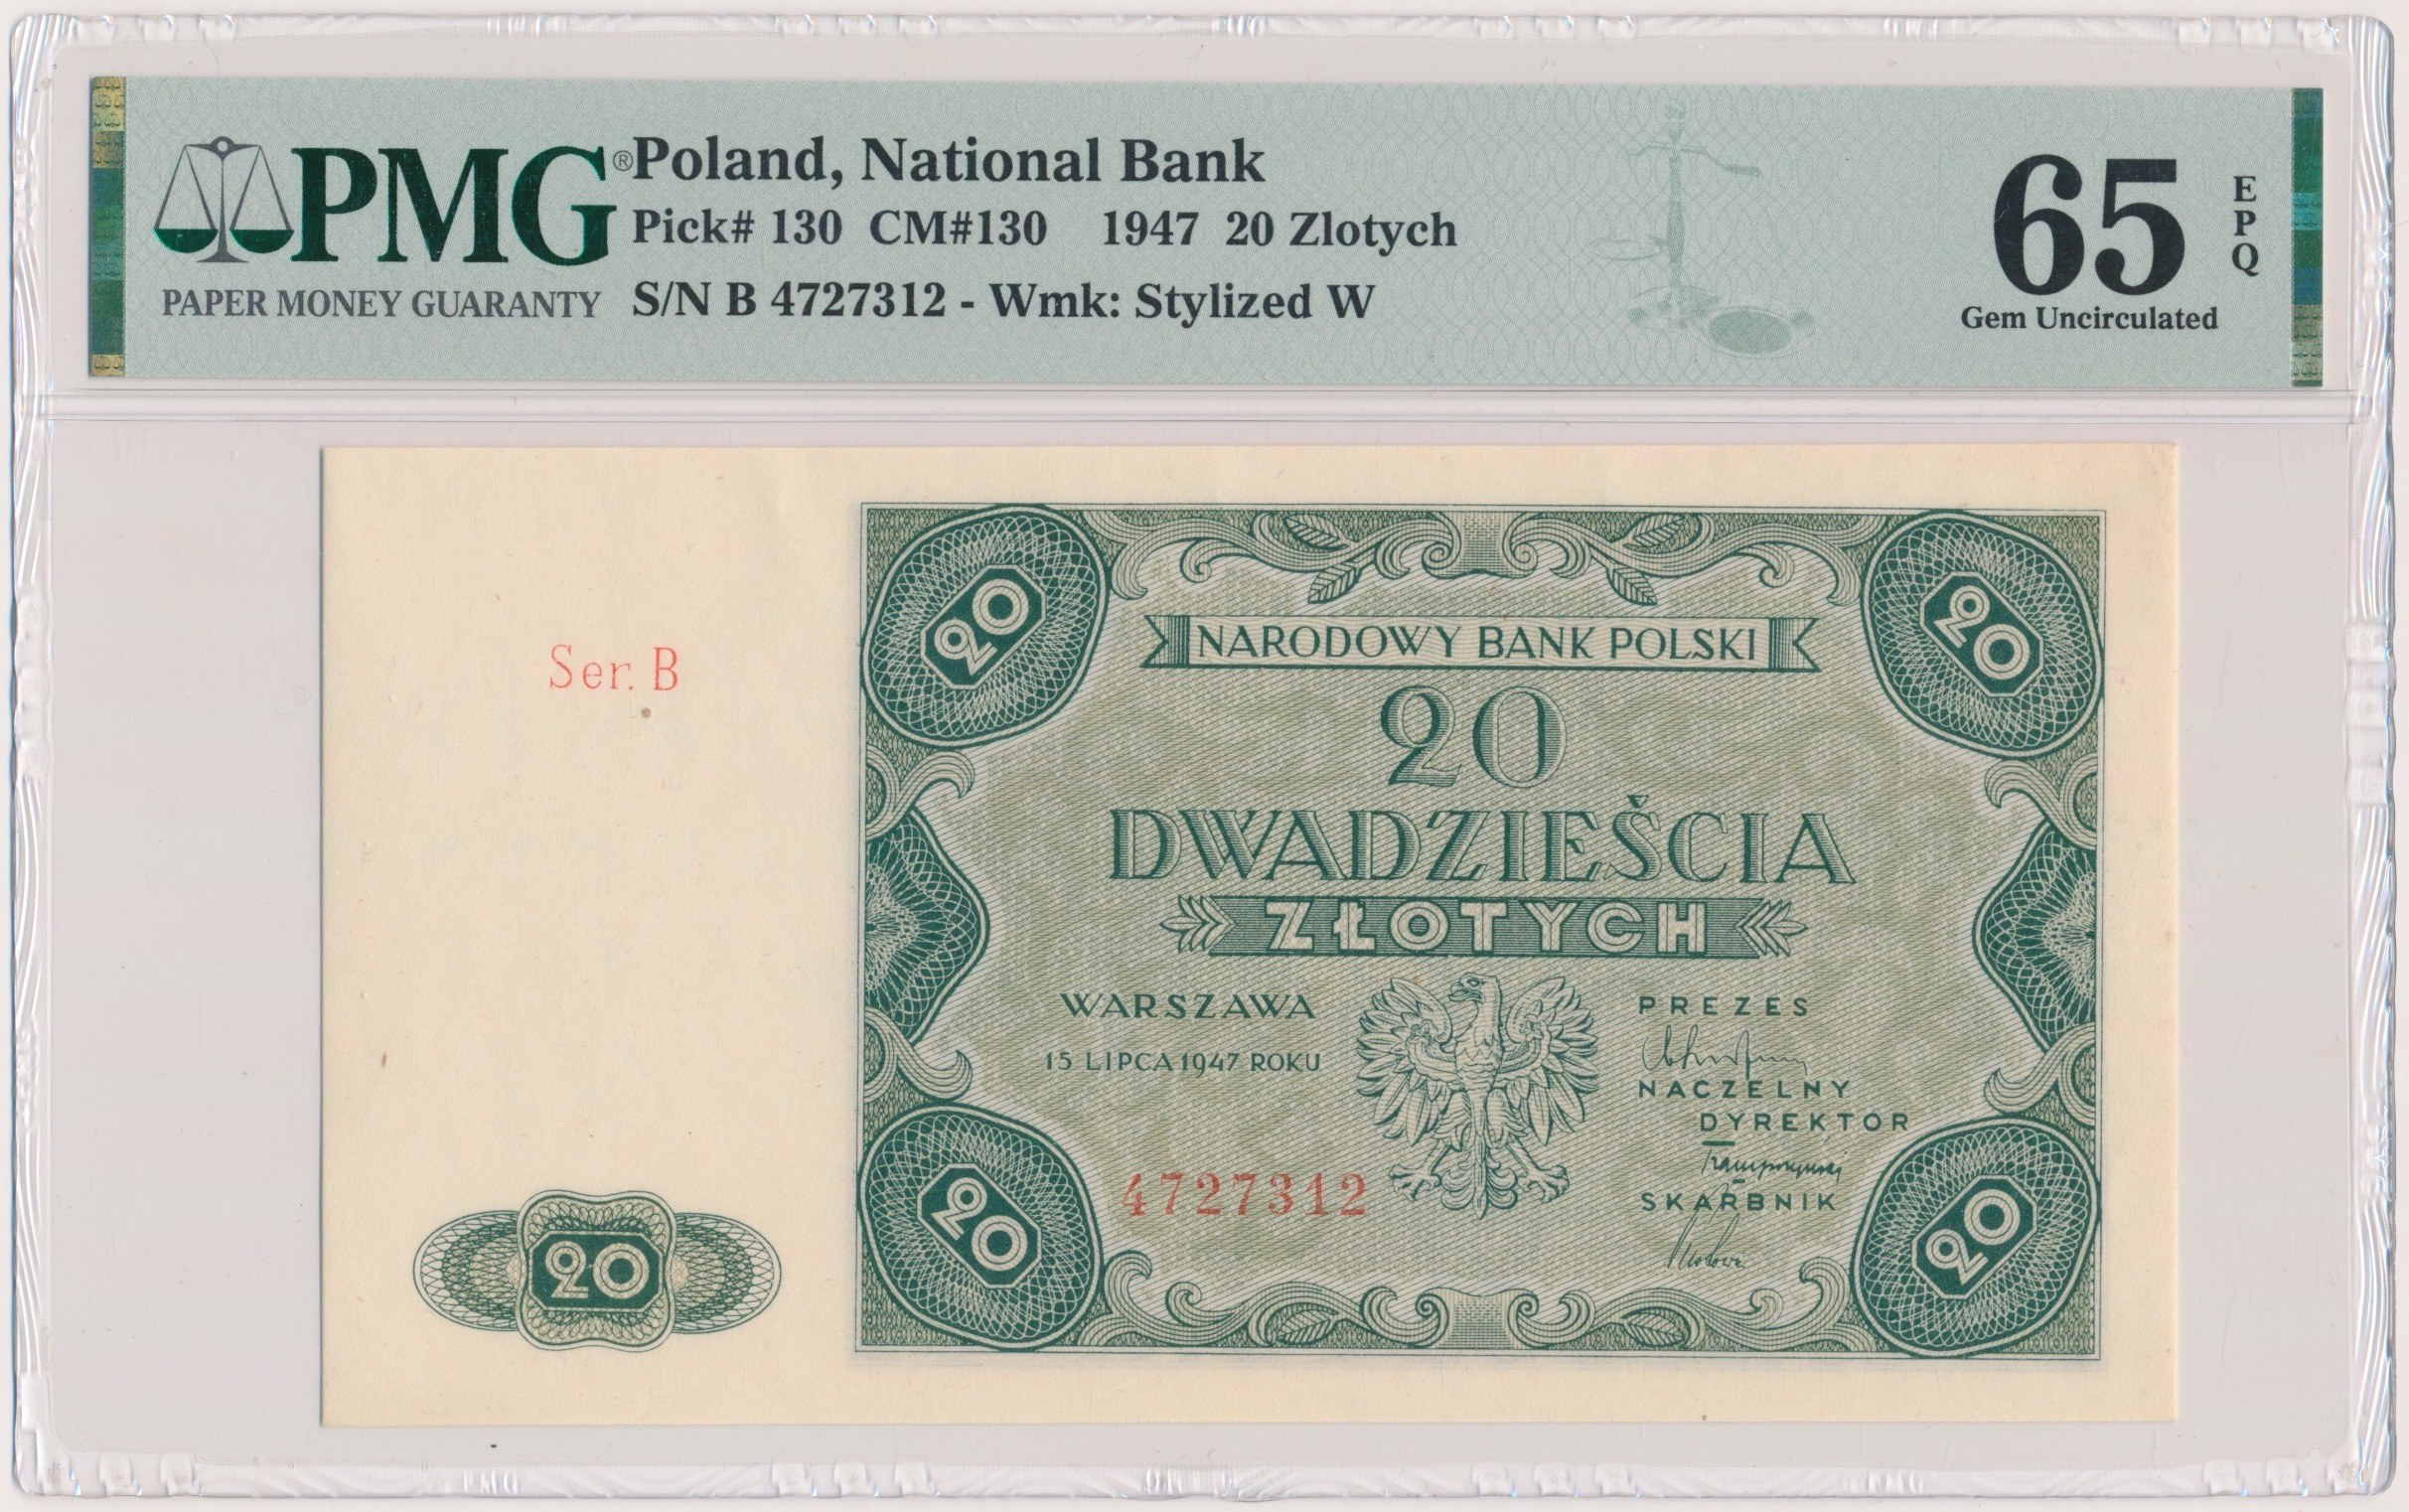 PMG®
PAPER MONEY GUARANTY
Poland, National Bank
Pick# 130 CM#130 1947 20 Zlotych
S/N B 4727312 - Wmk: Stylized W
65
EPQ
Gem Uncirculated
20
20
NARODOWY BANK POLSKI
Ser. B
20
DWADZIEŚCIA
ZŁOTYCH
WARSZAWA
15 LIPCA 1947 ROKU
PREZES
NACZELNY
DYREKTOR
SKARBNIK
4727312
20
20
20